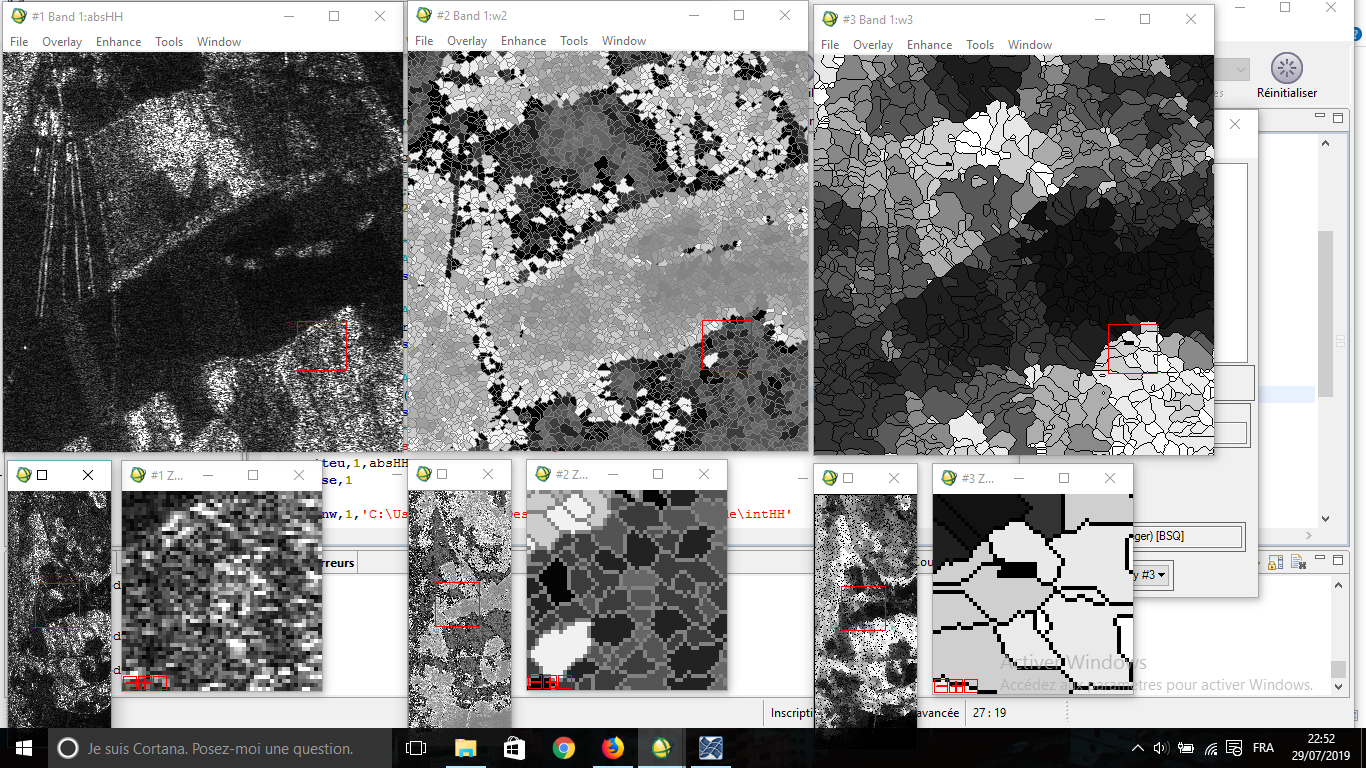 #1 Band 1:absHH
File Overlay Enhance Tools Window
#2 Band 1:w2
File Overlay Enhance Tools Window
#3 Band 1:w3
File Overlay Enhance Tools Window
Réinitialiser
iteu,1,absHH
se,1
nw,1,'C:\Us
e\intHH'
#1 Z...
#2 Z...
#3 Z...
ger) [BSQ]
y #3
rreurs
Activer Windows
Accédez aux paramètres pour activer Windows.
Inscripti
avancée
27 : 19
Je suis Cortana. Posez-moi une question.
FRA
22:52
29/07/2019